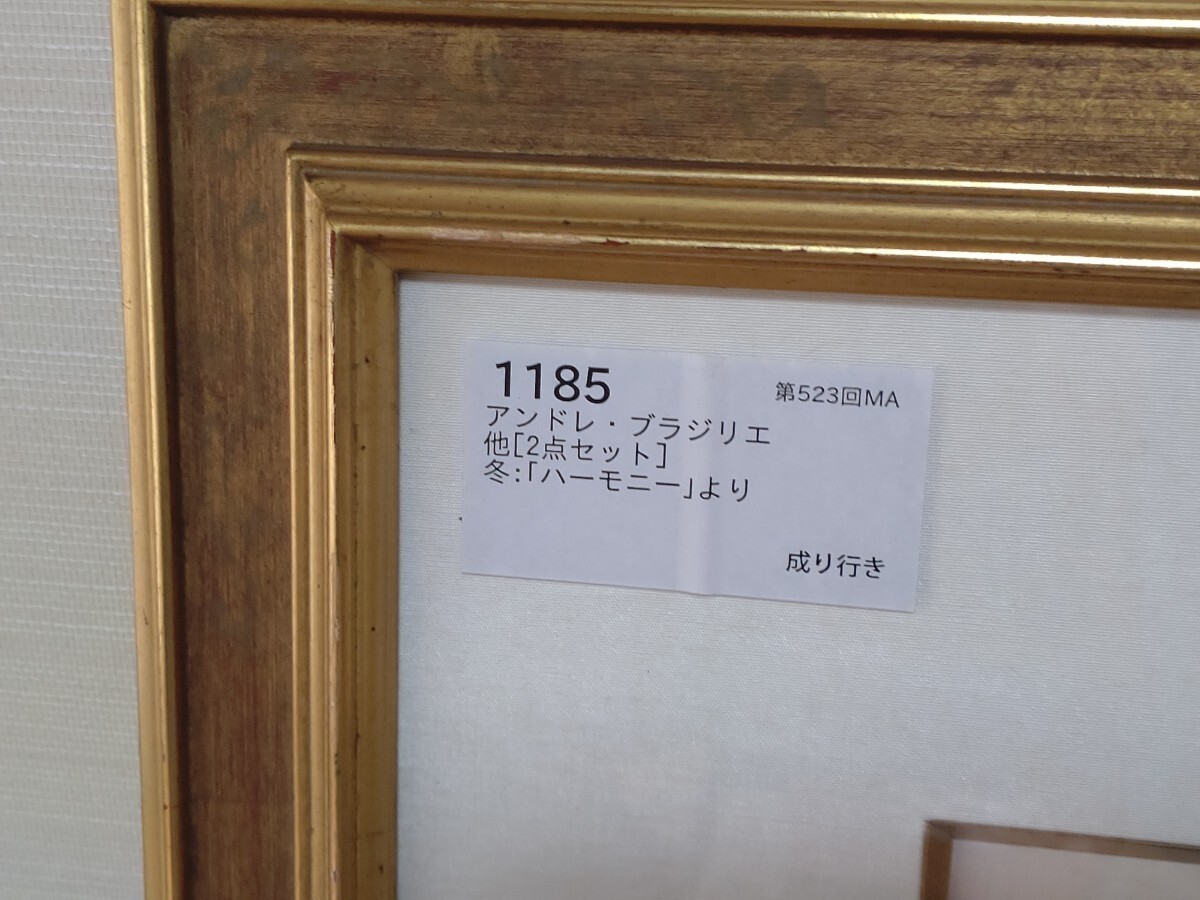 1185
第523回MA
アンドレ・ブラジリエ
他[2点セット]
冬:「ハーモニー」より
成り行き